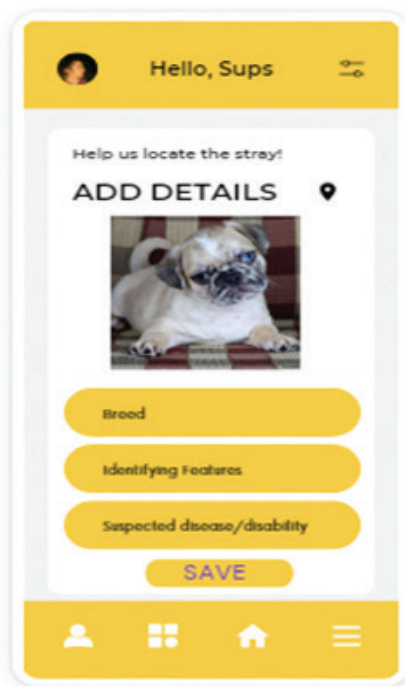 Hello, Sups
Help us locate the stray!
ADD DETAILS
Breed
Identifying Features
Suspected disease/disability
SAVE